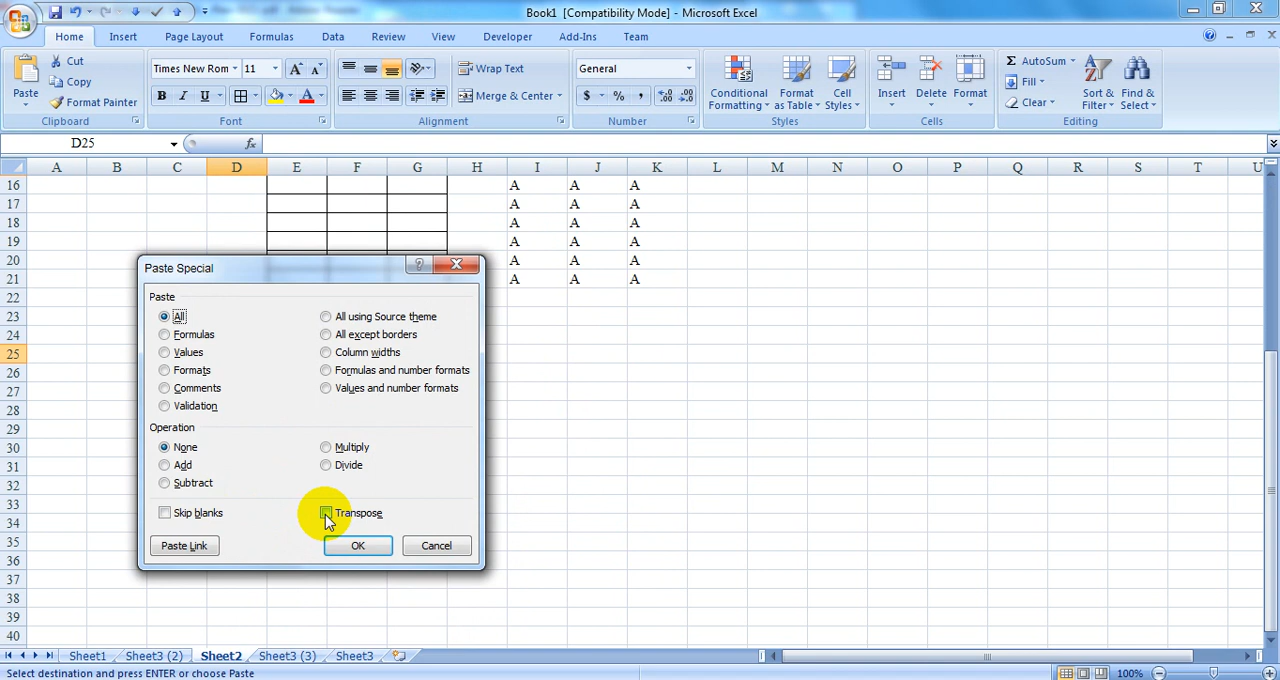 Book1 [Compatibility Mode] - Microsoft Excel
Home Insert Page Layout Formulas Data Review View Developer Add-Ins Team
Paste Cut Copy Format Painter
Clipboard
Times New Rom 11
B I U A A A
Font
Wrap Text
Merge & Center
Alignment
General
$ % , .0 .00 .00 .0
Number
Conditional Formatting Format as Table Cell Styles
Styles
Insert Delete Format
Cells
Σ AutoSum Fill Clear
Sort & Filter Find & Select
Editing
D25 fx
A B C D E F G H I J K L M N O P Q R S T U
16 A A A
17 A A A
18 A A A
19 A A A
20 A A A
21 A A A
22
23
24
25
26
27
28
29
30
31
32
33
34
35
36
37
38
39
40
Paste Special ?
Paste
All All using Source theme
Formulas All except borders
Values Column widths
Formats Formulas and number formats
Comments Values and number formats
Validation
Operation
None Multiply
Add Divide
Subtract
Skip blanks Transpose
Paste Link OK Cancel
Sheet1 Sheet3 (2) Sheet2 Sheet3 (3) Sheet3
Select destination and press ENTER or choose Paste 100%